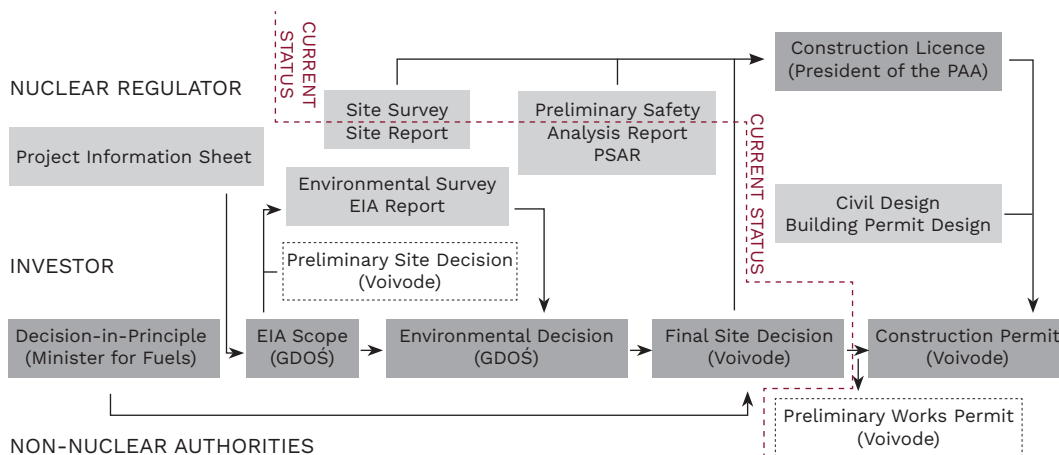 CURRENT
STATUS
Construction Licence
(President of the PAA)
NUCLEAR REGULATOR
Site Survey
Site Report
Preliminary Safety
Analysis Report
PSAR
CURRENT STATUS
Project Information Sheet
Environmental Survey
EIA Report
Civil Design
Building Permit Design
INVESTOR
Preliminary Site Decision
(Voivode)
Decision-in-Principle
(Minister for Fuels)
EIA Scope
(GDOŚ)
Environmental Decision
(GDOŚ)
Final Site Decision
(Voivode)
Construction Permit
(Voivode)
Preliminary Works Permit
(Voivode)
NON-NUCLEAR AUTHORITIES